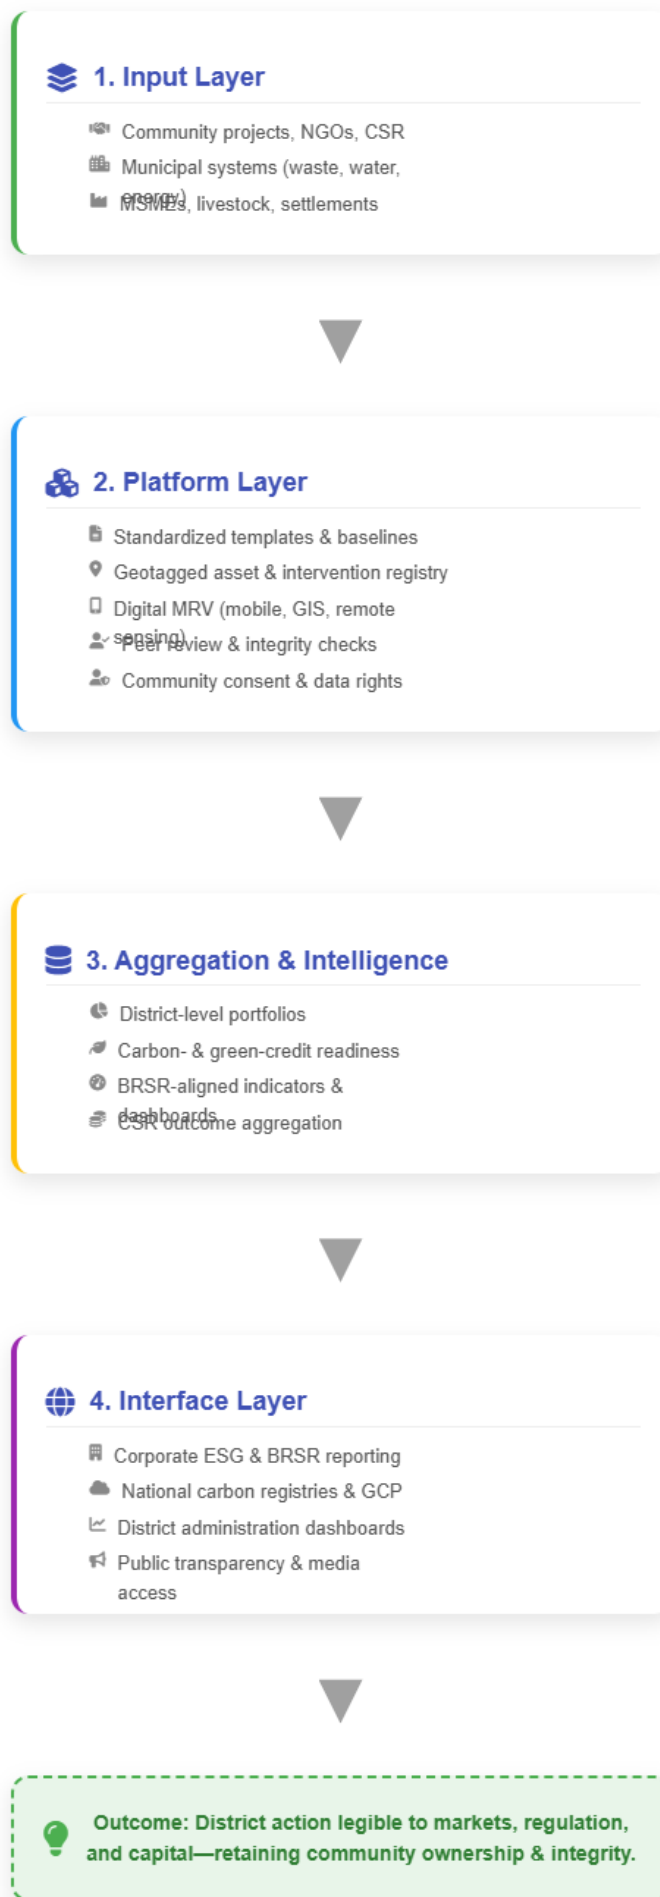 1. Input Layer
Community projects, NGOs, CSR
Municipal systems (waste, water,
energy)
MSMEs, livestock, settlements
2. Platform Layer
Standardized templates & baselines
Geotagged asset & intervention registry
Digital MRV (mobile, GIS, remote
sensing)
Peer review & integrity checks
Community consent & data rights
3. Aggregation & Intelligence
District-level portfolios
Carbon- & green-credit readiness
BRSR-aligned indicators &
dashboards
CSR outcome aggregation
4. Interface Layer
Corporate ESG & BRSR reporting
National carbon registries & GCP
District administration dashboards
Public transparency & media
access
Outcome: District action legible to markets, regulation,
and capital—retaining community ownership & integrity.